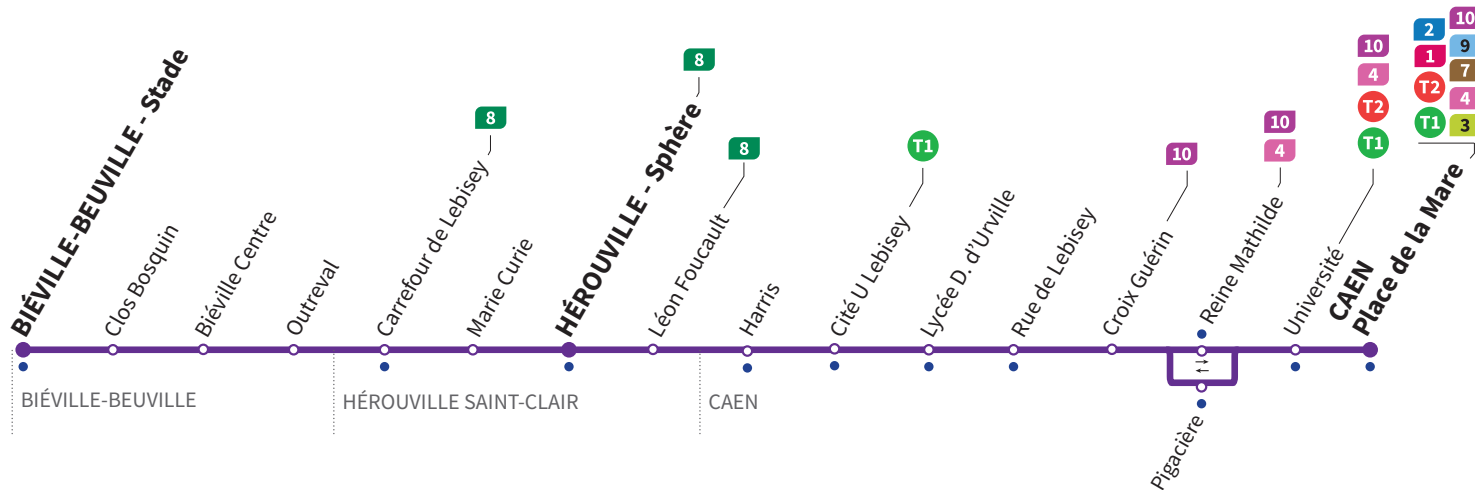 BIÉVILLE-BEUVILLE - Stade
Clos Bosquin
Biéville Centre
Outreval
Carrefour de Lebisey
8
Marie Curie
HÉROUVILLE - Sphère
8
Léon Foucault
8
Harris
Cité U Lebisey
T1
Lycée D. d'Urville
Rue de Lebisey
Croix Guérin
10
Reine Mathilde
10
4
Pigacière
Université
10
4
T2
T1
CAEN
Place de la Mare
2
1
T2
T1
10
9
7
4
3
BIÉVILLE-BEUVILLE
HÉROUVILLE SAINT-CLAIR
CAEN